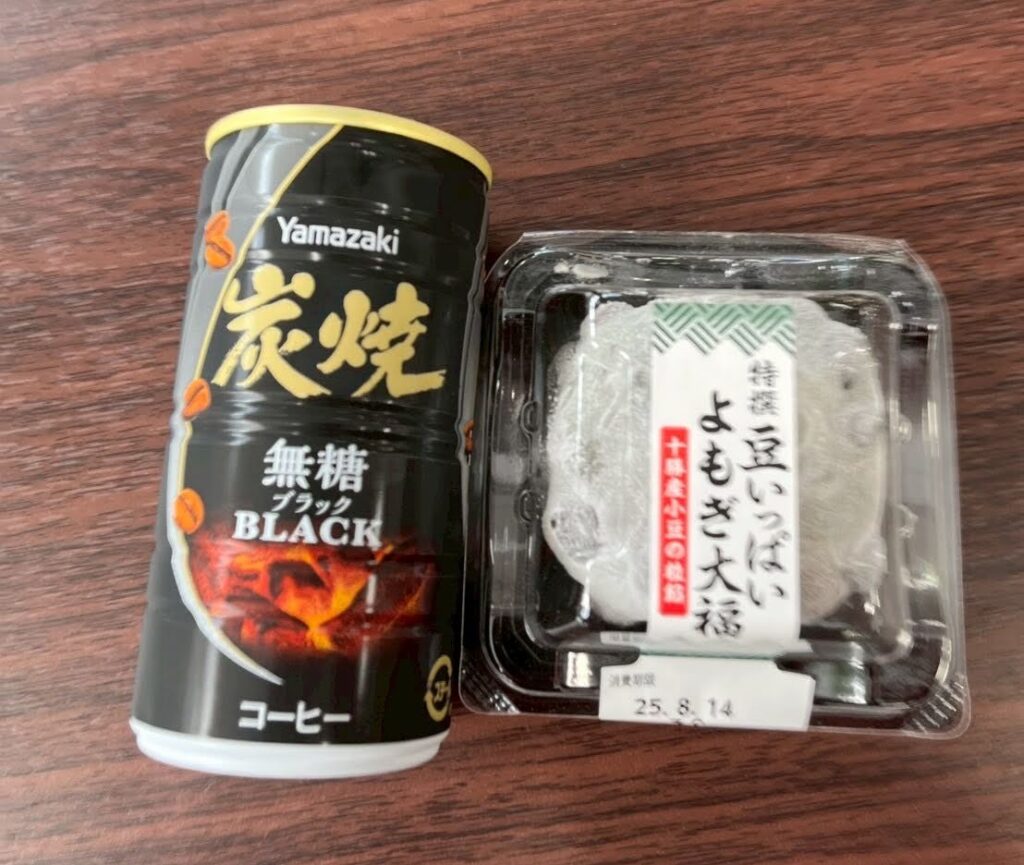 Yamazaki
炭焼
無糖
ブラック
BLACK
コーヒー
特撰
豆いっぱい
よもぎ大福
十勝産小豆の粒餡
消費期限
25.8.14